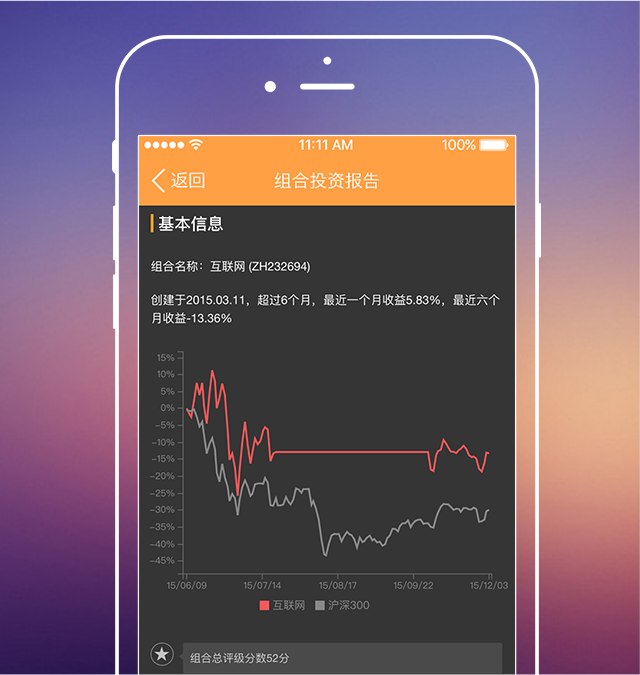 11:11 AM
100%
返回
组合投资报告
基本信息
组合名称：互联网 (ZH232694)
创建于2015.03.11，超过6个月，最近一个月收益5.83%，最近六个
月收益-13.36%
15%
10%
5%
0%
-5%
-10%
-15%
-20%
-25%
-30%
-35%
-40%
-45%
15/06/09
15/07/14
15/08/17
15/09/22
15/12/03
互联网
沪深300
组合总评级分数52分